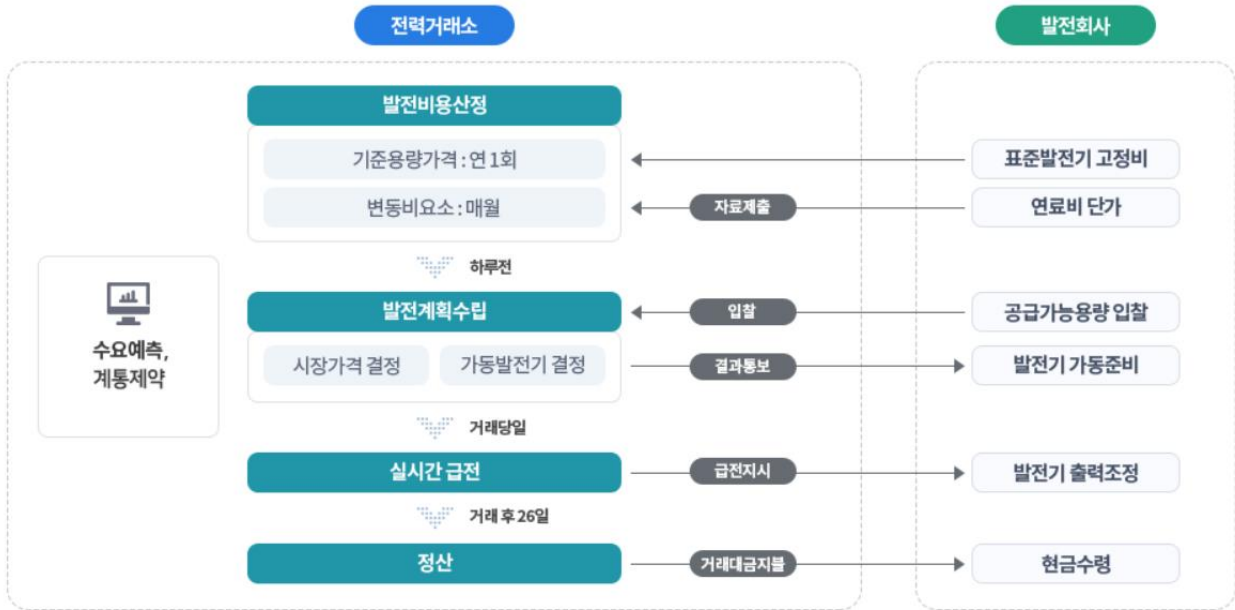 전력거래소
발전회사
발전비용산정
기준용량가격 : 연 1회
표준발전기 고정비
변동비요소 : 매월
자료제출
연료비 단가
하루전
수요예측,
계통제약
발전계획수립
입찰
공급가능용량 입찰
시장가격 결정
가동발전기 결정
결과통보
발전기 가동준비
거래당일
실시간 급전
급전지시
발전기 출력조정
거래 후 26일
정산
거래대금지블
현금수령